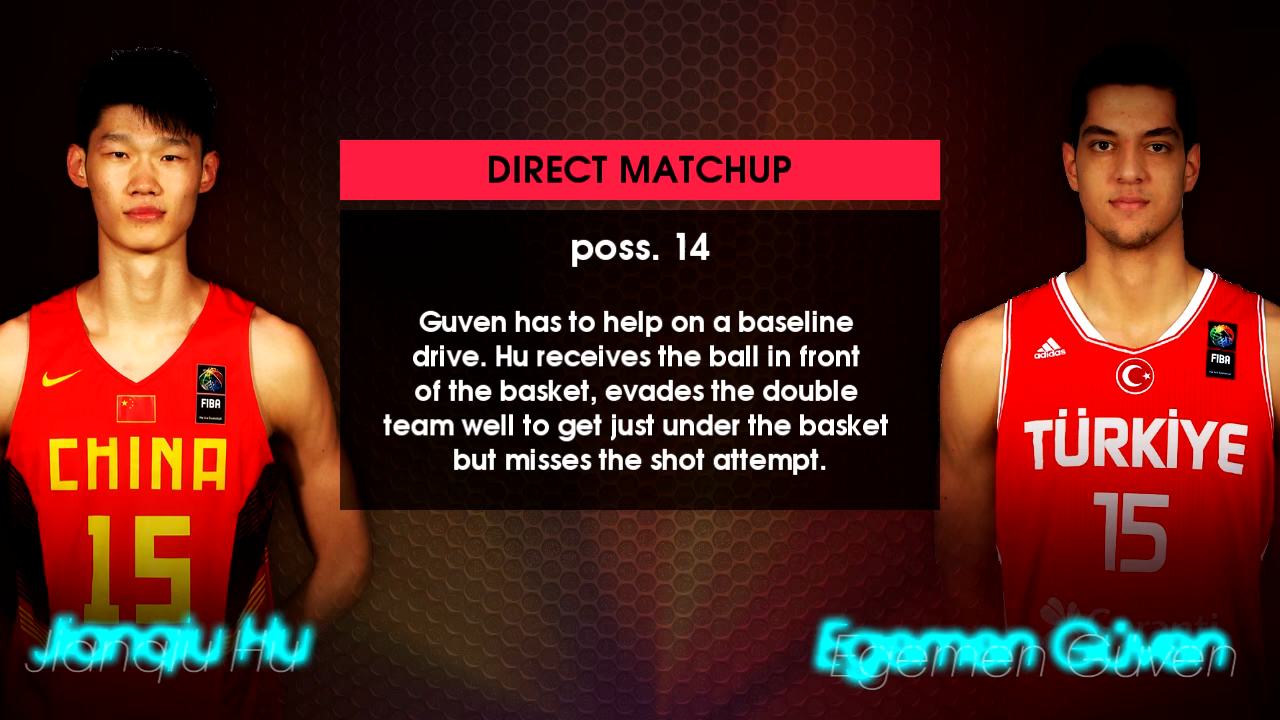 DIRECT MATCHUP
poss. 14
Guven has to help on a baseline
drive. Hu receives the ball in front
of the basket, evades the double
team well to get just under the basket
but misses the shot attempt.
FIBA
CHINA
15
adidas
FIBA
TÜRKİYE
15
Garanti
Jianqiu Hu
Egemen Güven